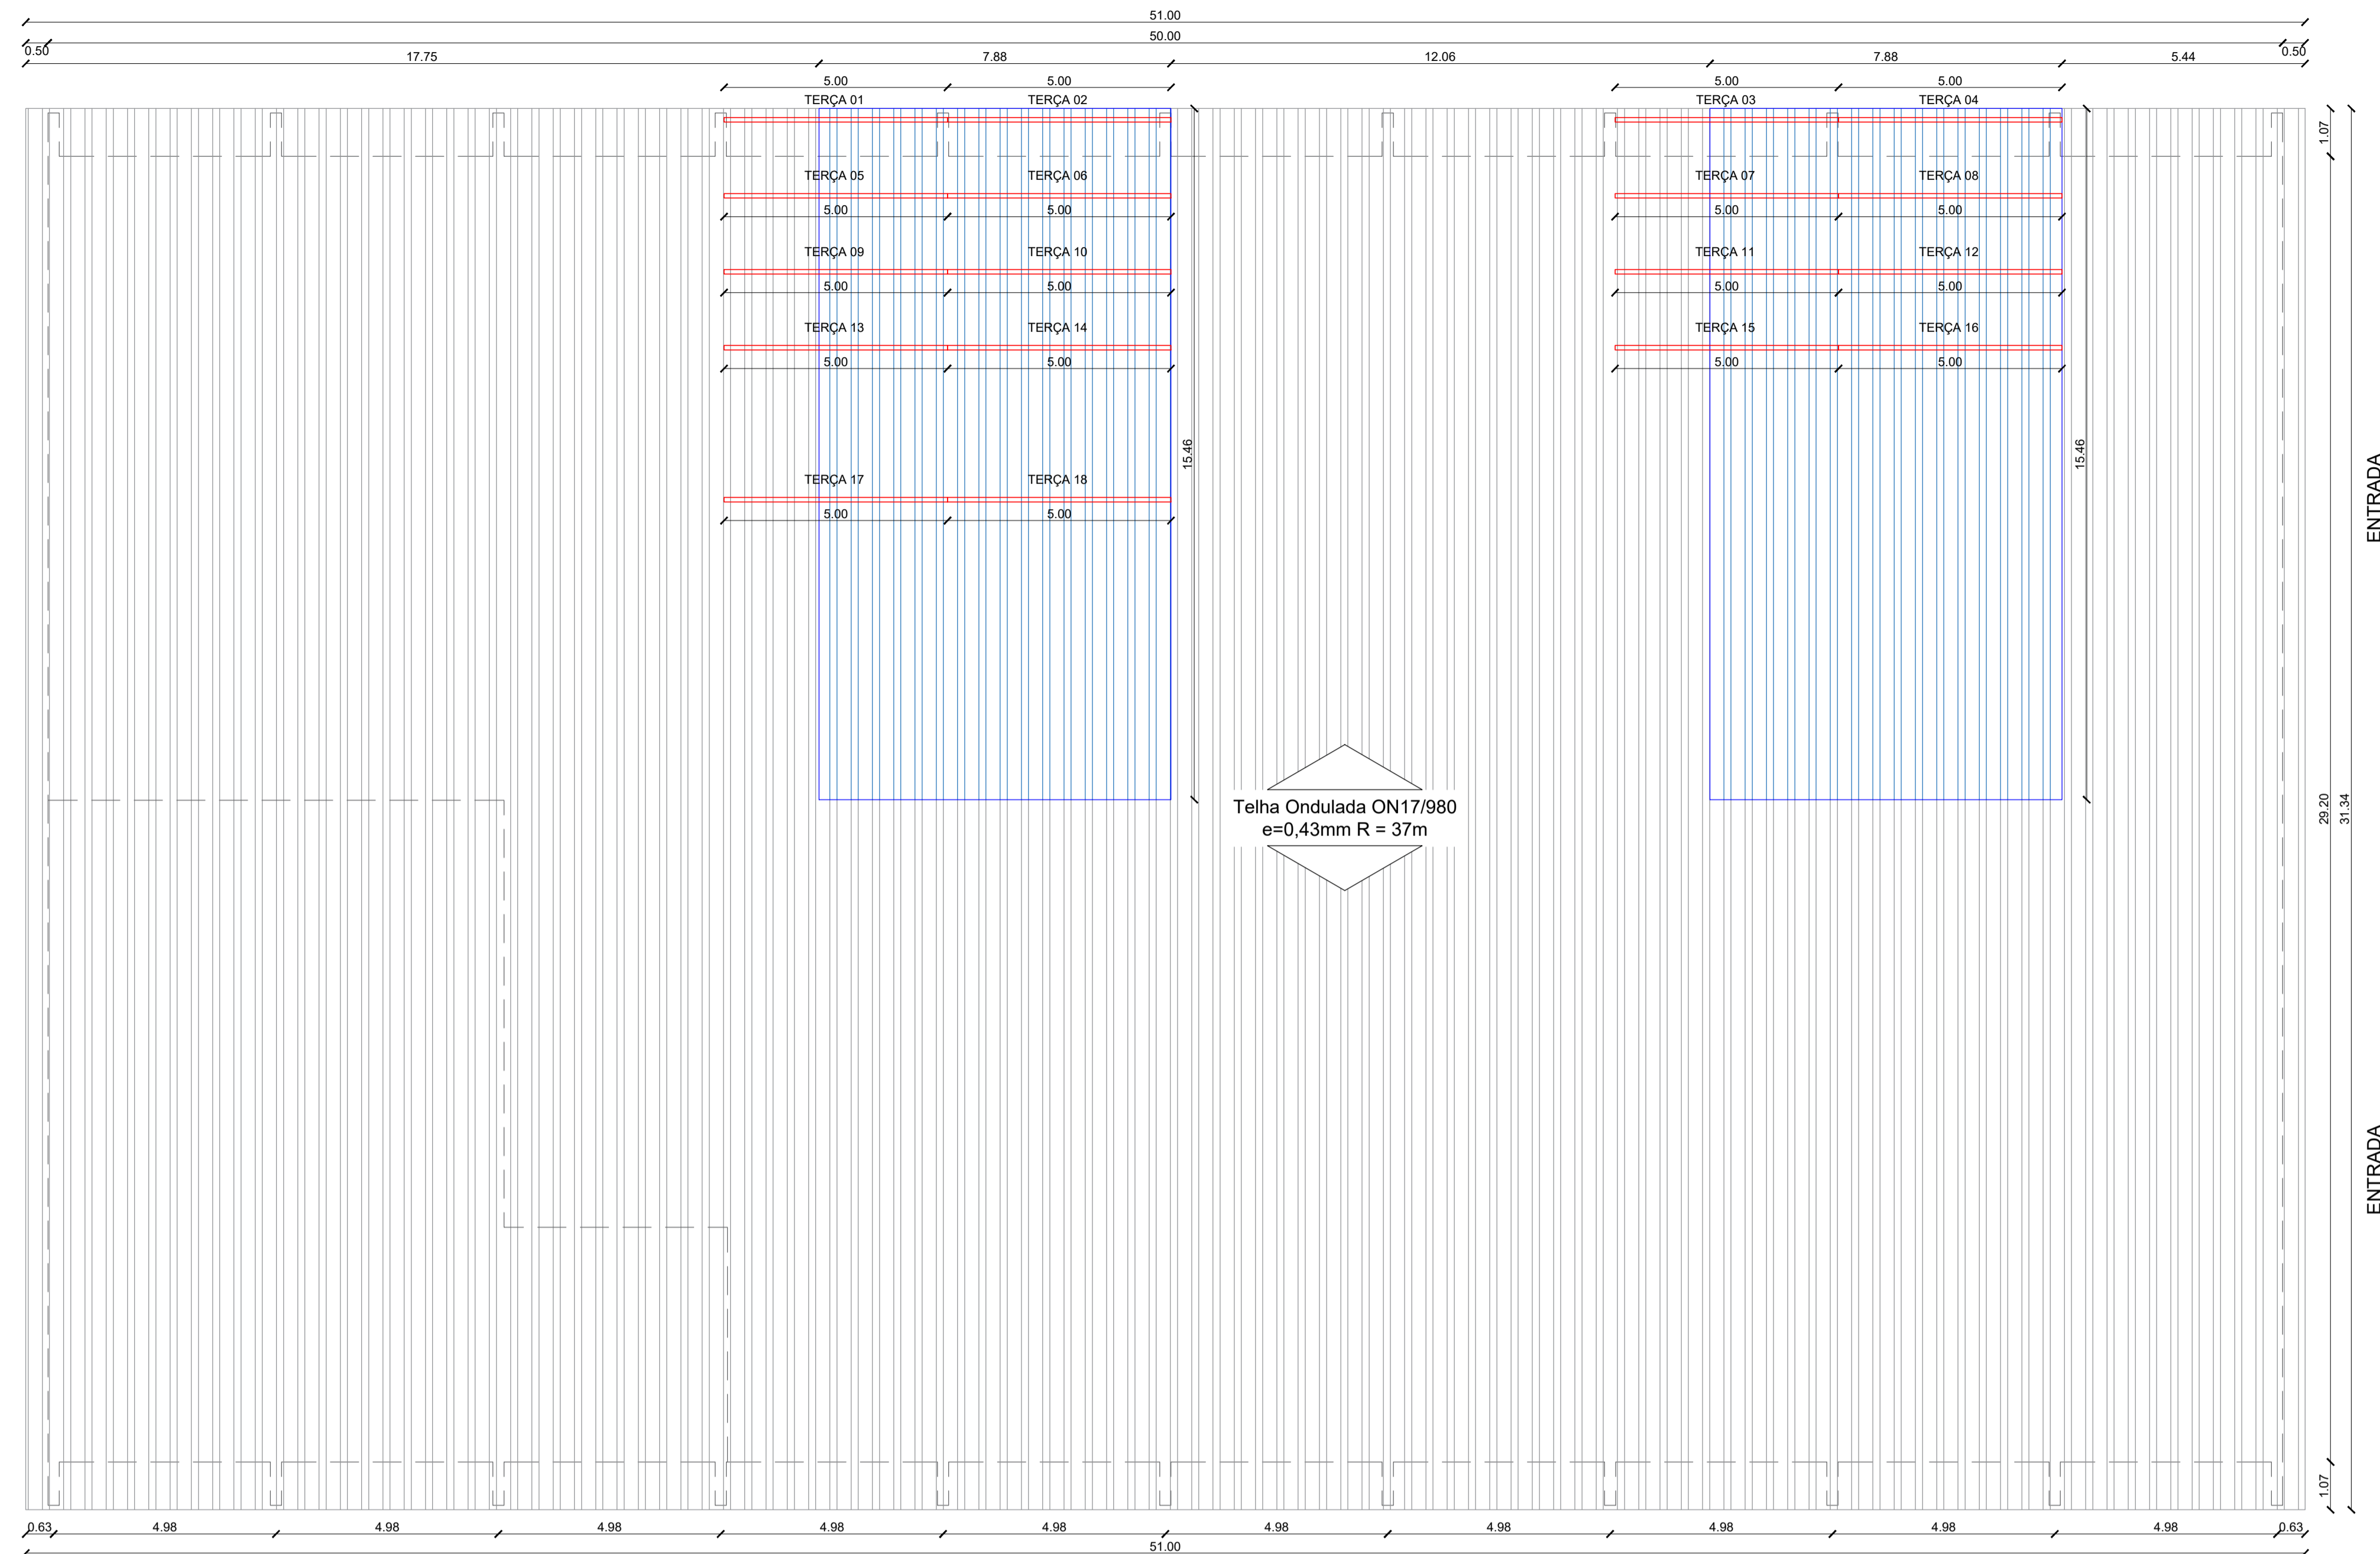 51.00
50.00
0.50
0.50
17.75
7.88
12.06
7.88
5.44
5.00
5.00
5.00
5.00
TERÇA 01
TERÇA 02
TERÇA 03
TERÇA 04
1.07
TERÇA 05
TERÇA 06
TERÇA 07
TERÇA 08
5.00
5.00
5.00
5.00
TERÇA 09
TERÇA 10
TERÇA 11
TERÇA 12
5.00
5.00
5.00
5.00
TERÇA 13
TERÇA 14
TERÇA 15
TERÇA 16
5.00
5.00
5.00
5.00
15.46
15.46
ENTRADA
TERÇA 17
TERÇA 18
5.00
5.00
Telha Ondulada ON17/980
e=0,43mm R = 37m
29.20
31.34
ENTRADA
1.07
0.63
4.98
4.98
4.98
4.98
4.98
4.98
4.98
4.98
4.98
4.98
0.63
51.00